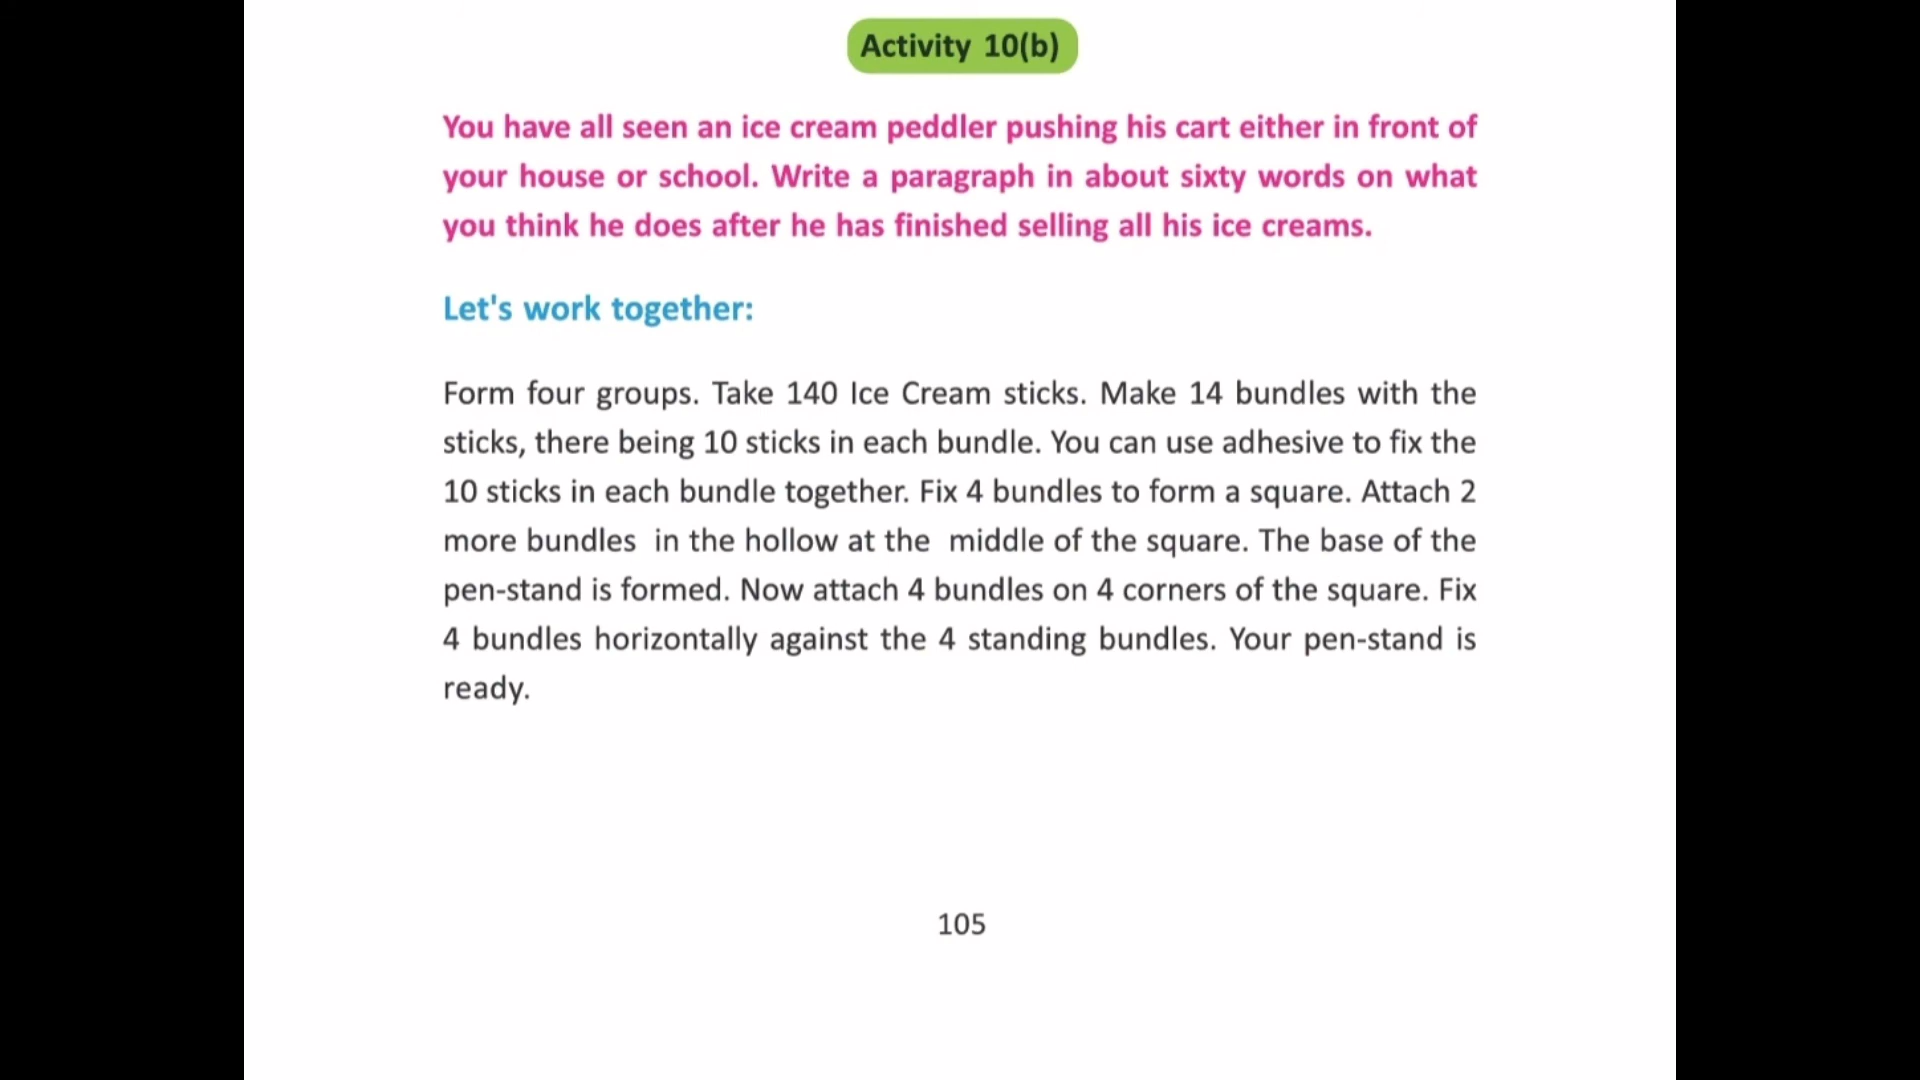 Activity 10(b)
You have all seen an ice cream peddler pushing his cart either in front of
your house or school. Write a paragraph in about sixty words on what
you think he does after he has finished selling all his ice creams.
Let's work together:
Form four groups. Take 140 Ice Cream sticks. Make 14 bundles with the
sticks, there being 10 sticks in each bundle. You can use adhesive to fix the
10 sticks in each bundle together. Fix 4 bundles to form a square. Attach 2
more bundles in the hollow at the middle of the square. The base of the
pen-stand is formed. Now attach 4 bundles on 4 corners of the square. Fix
4 bundles horizontally against the 4 standing bundles. Your pen-stand is
ready.
105